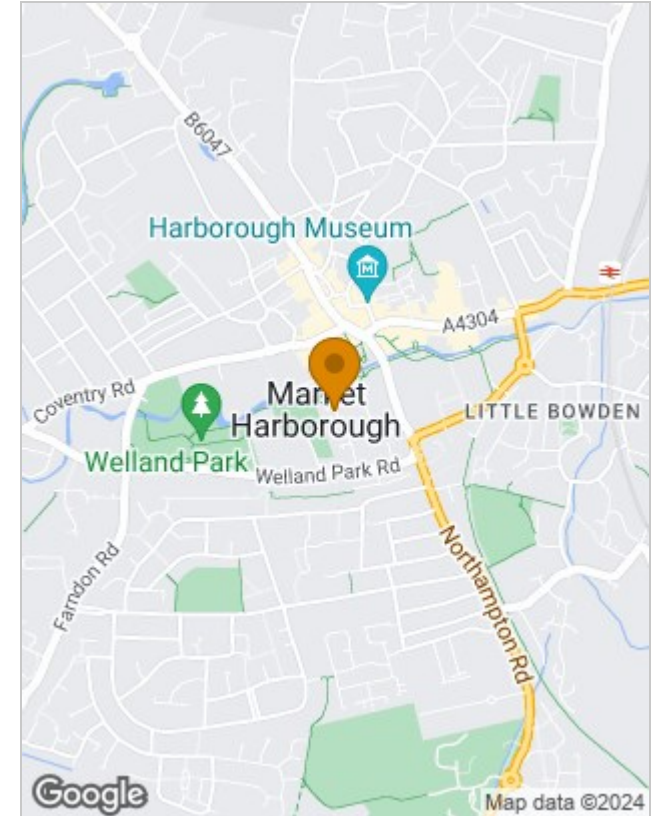 B6047
Harborough Museum
M
A4304
Coventry Rd
Market
Harborough
LITTLE BOWDEN
Welland Park
Welland Park Rd
Farndon Rd
Northampton Rd
Google
Map data ©2024